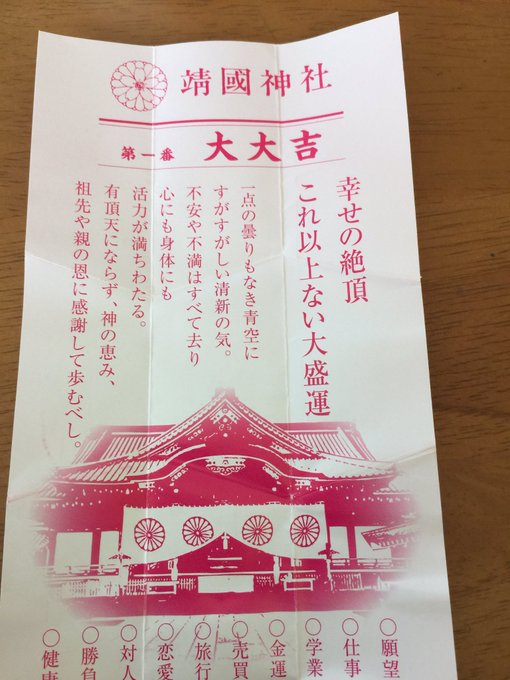 靖國神社
第一番 大大吉
幸せの絶頂
これ以上ない大盛運
一点の曇りもなき青空に
すがすがしい清新の気。
不安や不満はすべて去り
心にも身体にも
活力が満ちわたる。
有頂天にならず、神の恵み、
祖先や親の恩に感謝して歩むべし。
○願望
○仕事
○学業
○金運
○売買
○旅行
○恋愛
○対人
○勝負
○健康